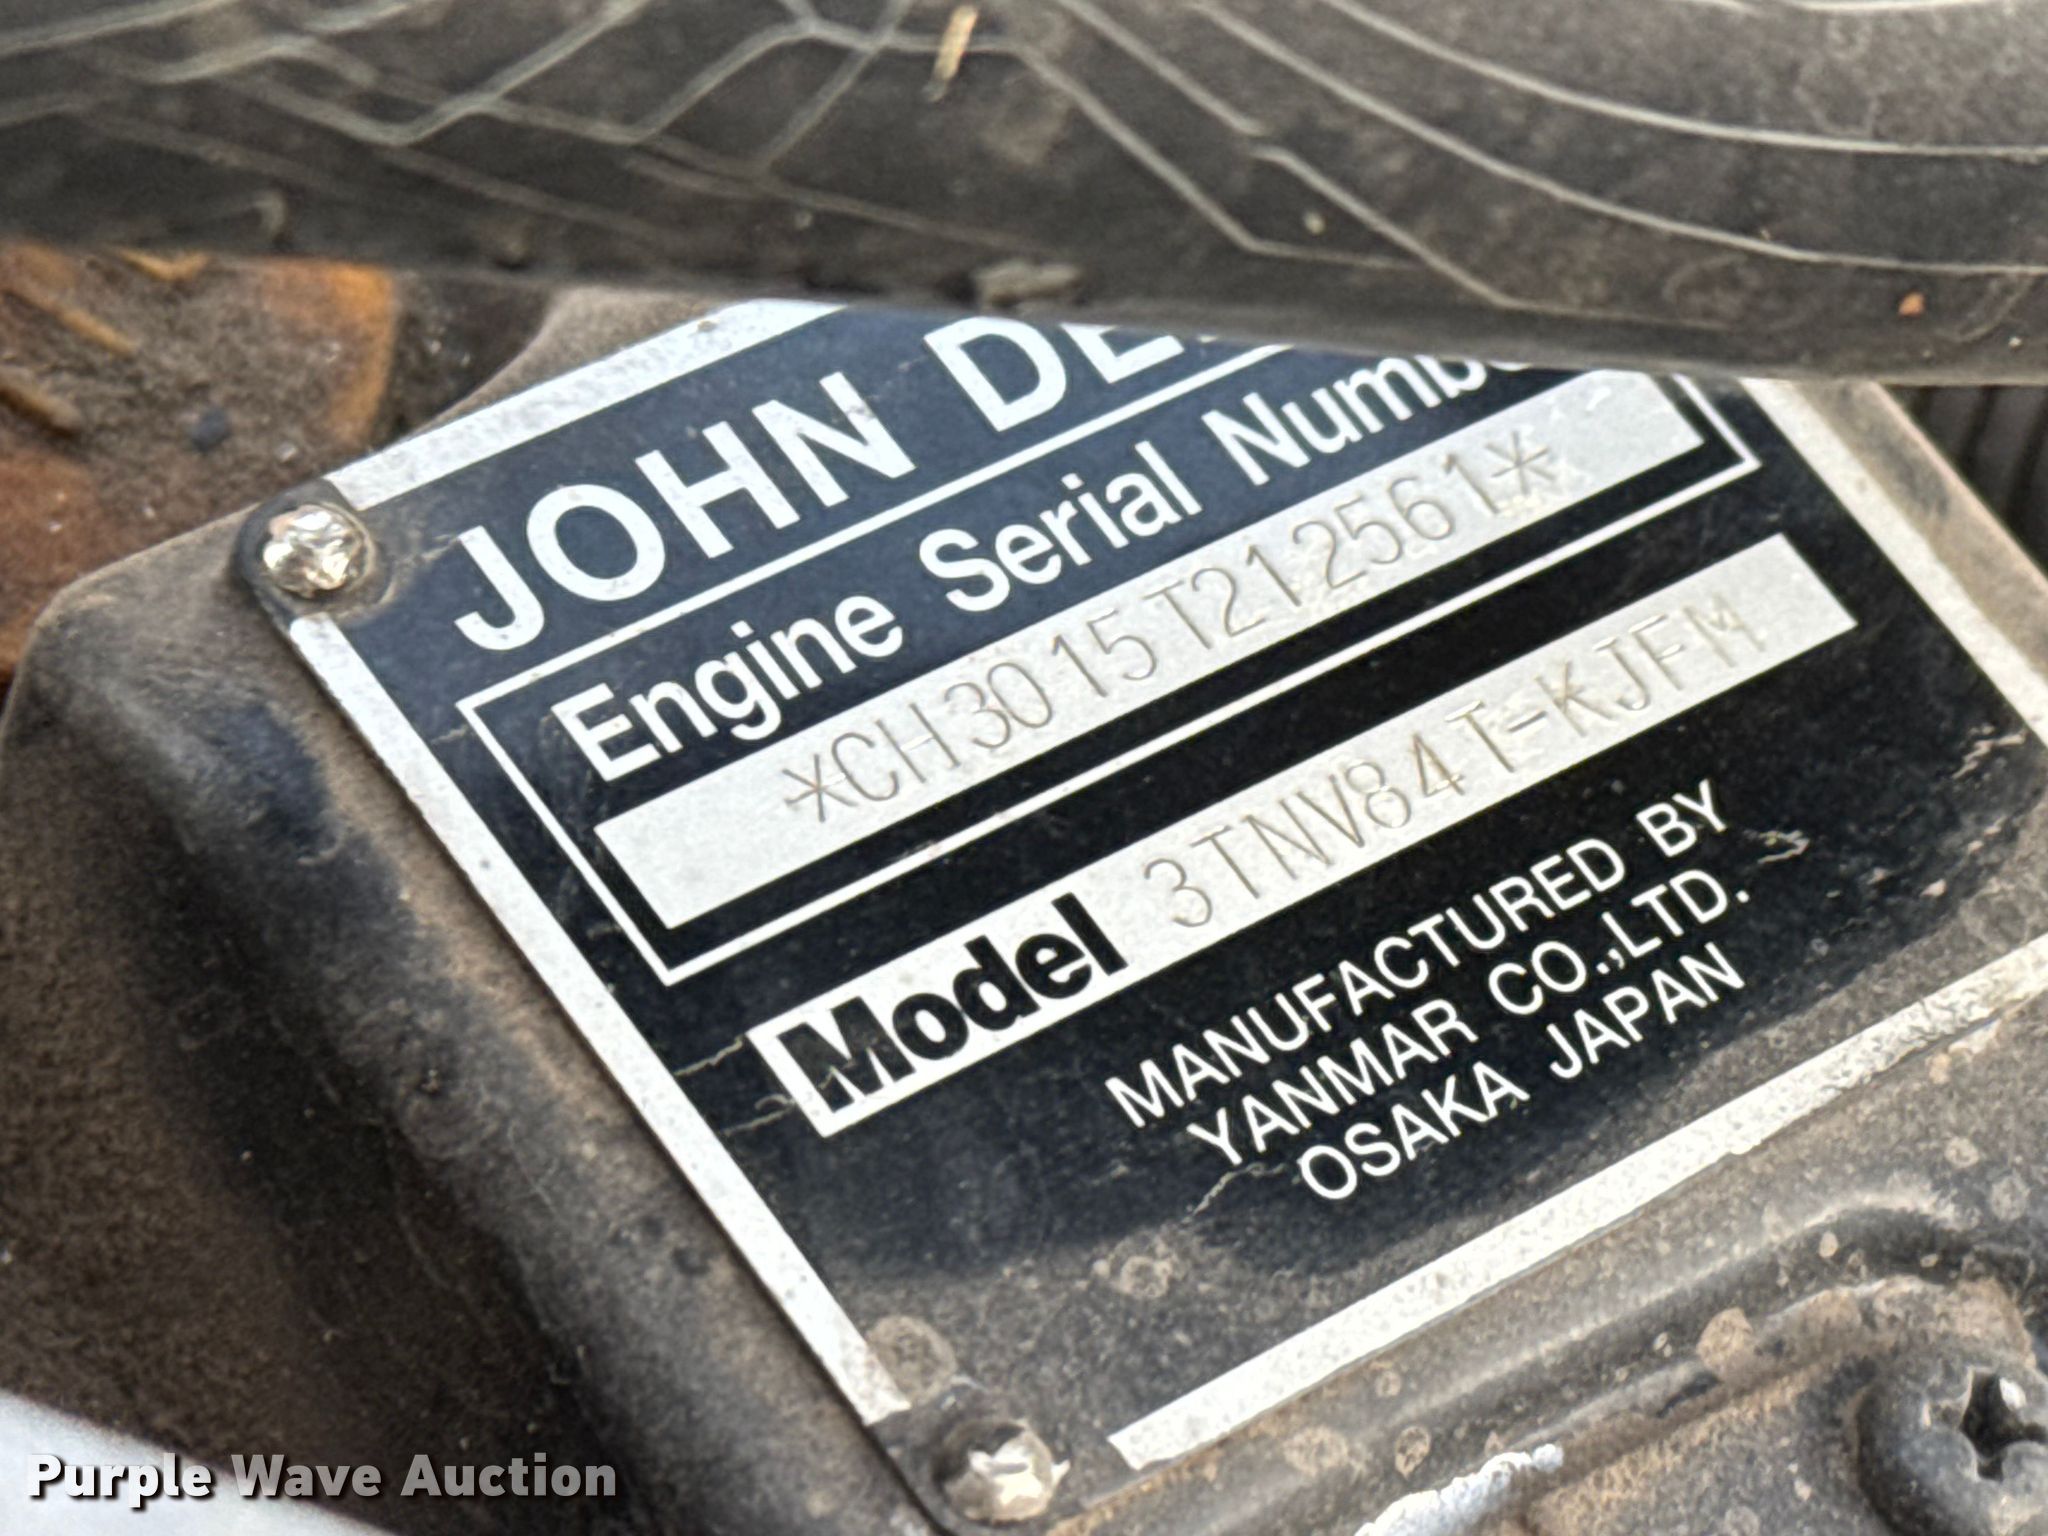 JOHN DE
Engine Serial Numb
*CH3015T212561*
Model 3TNV84T-KJFM
MANUFACTURED BY
YANMAR CO.,LTD.
OSAKA JAPAN
Purple Wave Auction